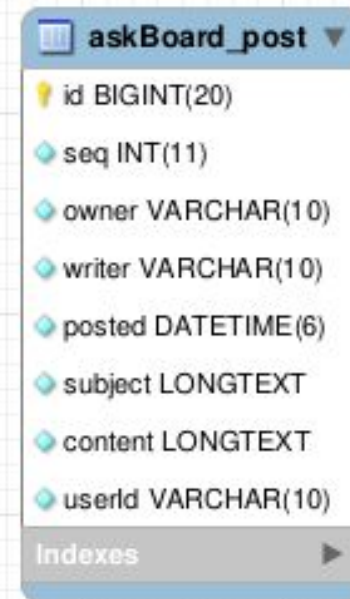 askBoard_post
id BIGINT(20)
seq INT(11)
owner VARCHAR(10)
writer VARCHAR(10)
posted DATETIME(6)
subject LONGTEXT
content LONGTEXT
userId VARCHAR(10)
Indexes